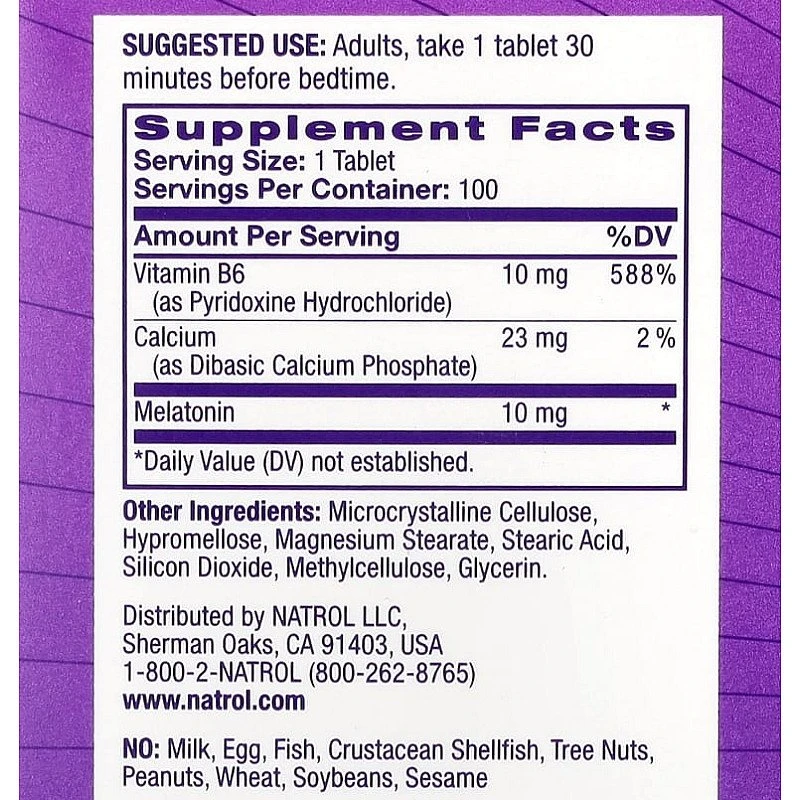 SUGGESTED USE: Adults, take 1 tablet 30
minutes before bedtime.
Supplement Facts
Serving Size: 1 Tablet
Servings Per Container: 100
Amount Per Serving %DV
Vitamin B6 10 mg 588%
(as Pyridoxine Hydrochloride)
Calcium 23 mg 2%
(as Dibasic Calcium Phosphate)
Melatonin 10 mg *
*Daily Value (DV) not established.
Other Ingredients: Microcrystalline Cellulose,
Hypromellose, Magnesium Stearate, Stearic Acid,
Silicon Dioxide, Methylcellulose, Glycerin.
Distributed by NATROL LLC,
Sherman Oaks, CA 91403, USA
1-800-2-NATROL (800-262-8765)
www.natrol.com
NO: Milk, Egg, Fish, Crustacean Shellfish, Tree Nuts,
Peanuts, Wheat, Soybeans, Sesame